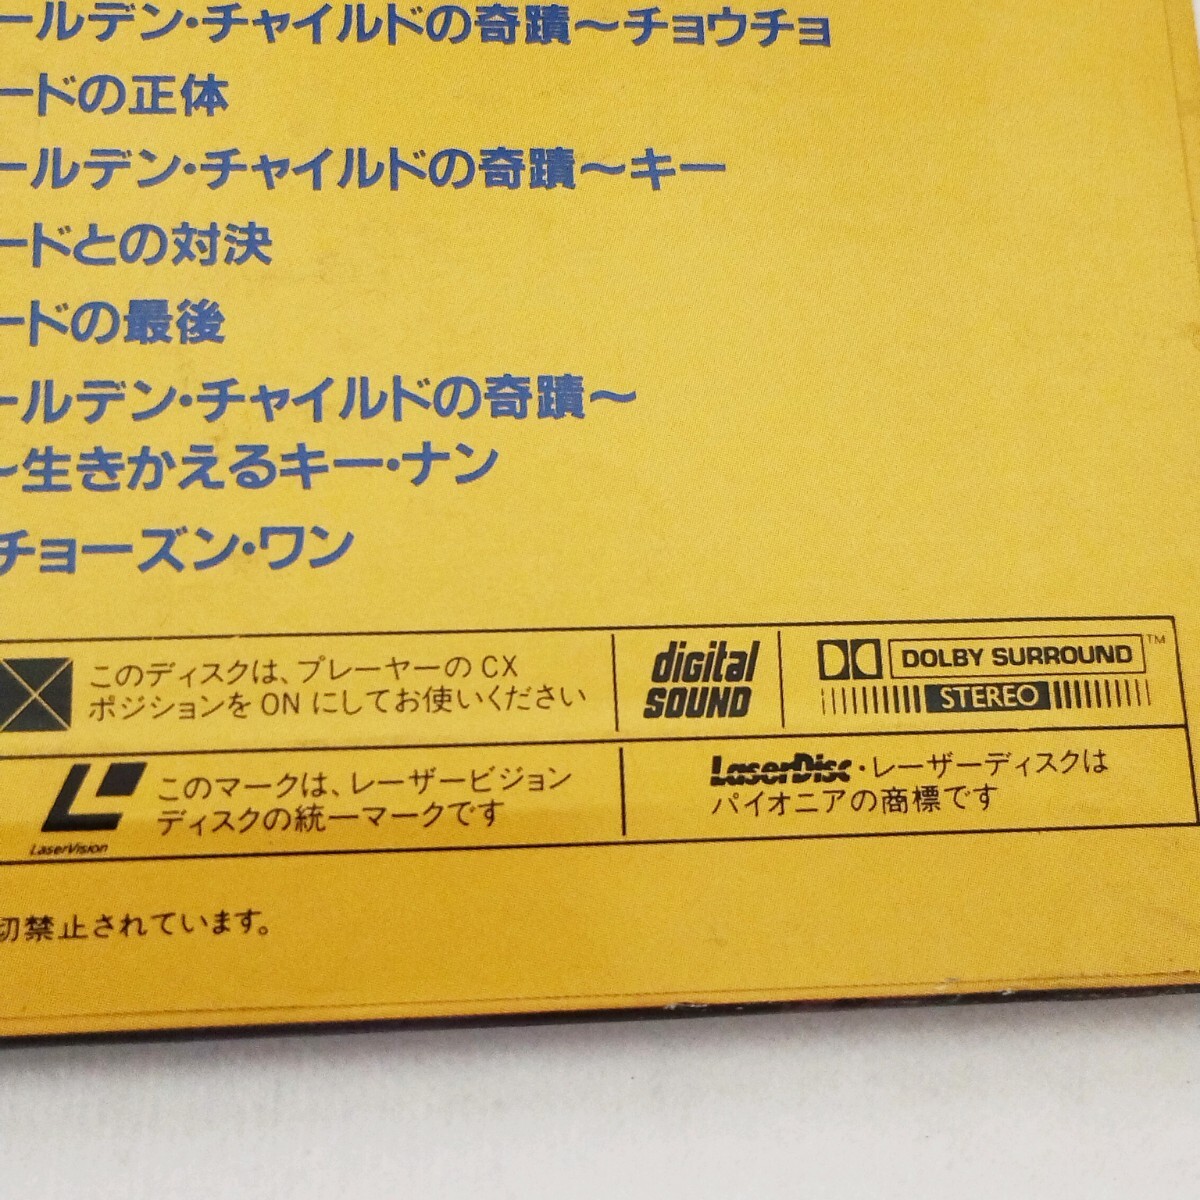 ールデン・チャイルドの奇蹟〜チョウチョ
ードの正体
ールデン・チャイルドの奇蹟〜キー
ードとの対決
ードの最後
ールデン・チャイルドの奇蹟〜
〜生きかえるキー・ナン
チョーズン・ワン
このディスクは、プレーヤーのCX
ポジションをONにしてお使いください
digital
SOUND
DOLBY SURROUND TM
STEREO
LaserVision
このマークは、レーザービジョン
ディスクの統一マークです
LaserDisc・レーザーディスクは
パイオニアの商標です
切禁止されています。